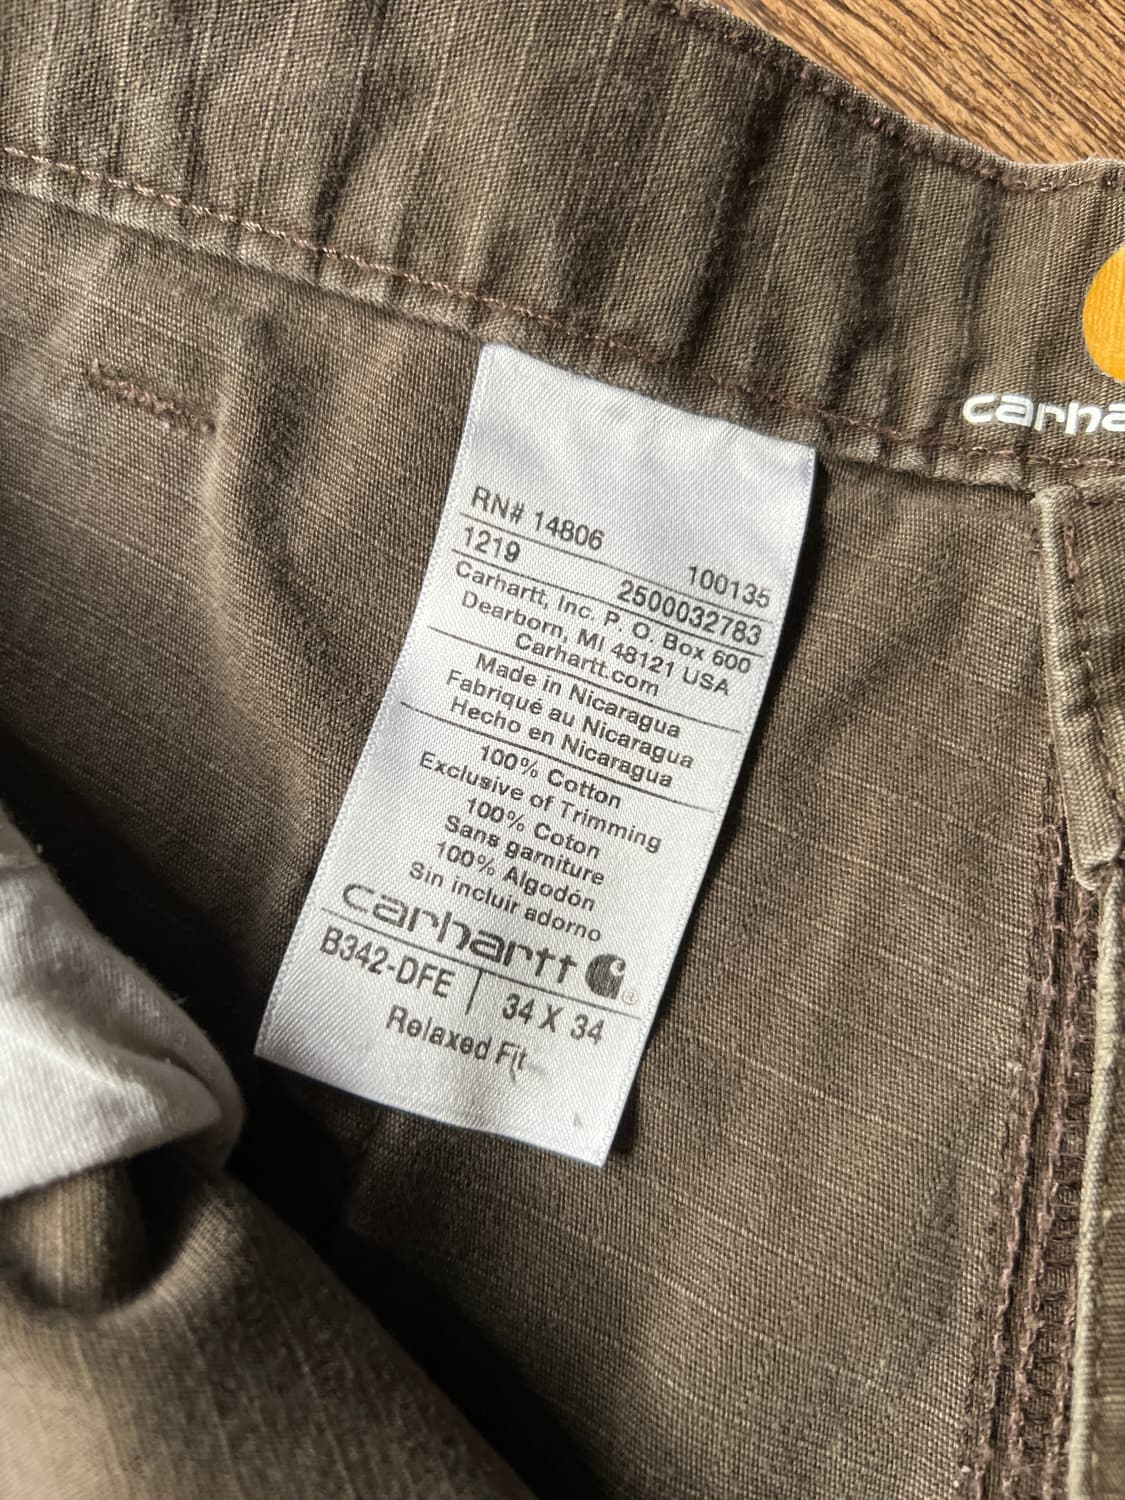 carha
RN# 14806
100135
1219
2500032783
Carhartt, Inc. P. O. Box 600
Dearborn, MI 48121 USA
Carhartt.com
Made in Nicaragua
Fabriqué au Nicaragua
Hecho en Nicaragua
100% Cotton
Exclusive of Trimming
100% Coton
Sans garniture
100% Algodón
Sin incluir adorno
carhartt ®
B342-DFE | 34 X 34
Relaxed Fit